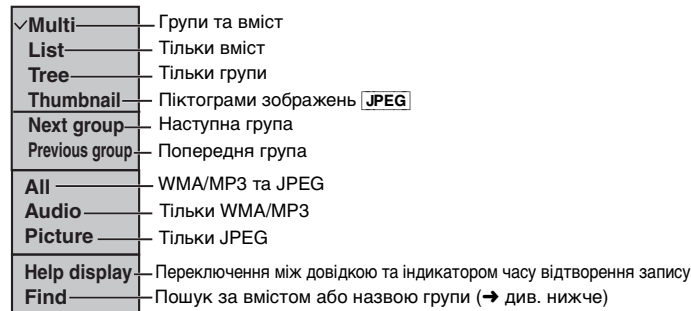 ✓Multi Групи та вміст
List Тільки вміст
Tree Тільки групи
Thumbnail Піктограми зображень JPEG
Next group Наступна група
Previous group Попередня група
All WMA/MP3 та JPEG
Audio Тільки WMA/MP3
Picture Тільки JPEG
Help display Переключення між довідкою та індикатором часу відтворення запису
Find Пошук за вмістом або назвою групи (➜ див. нижче)